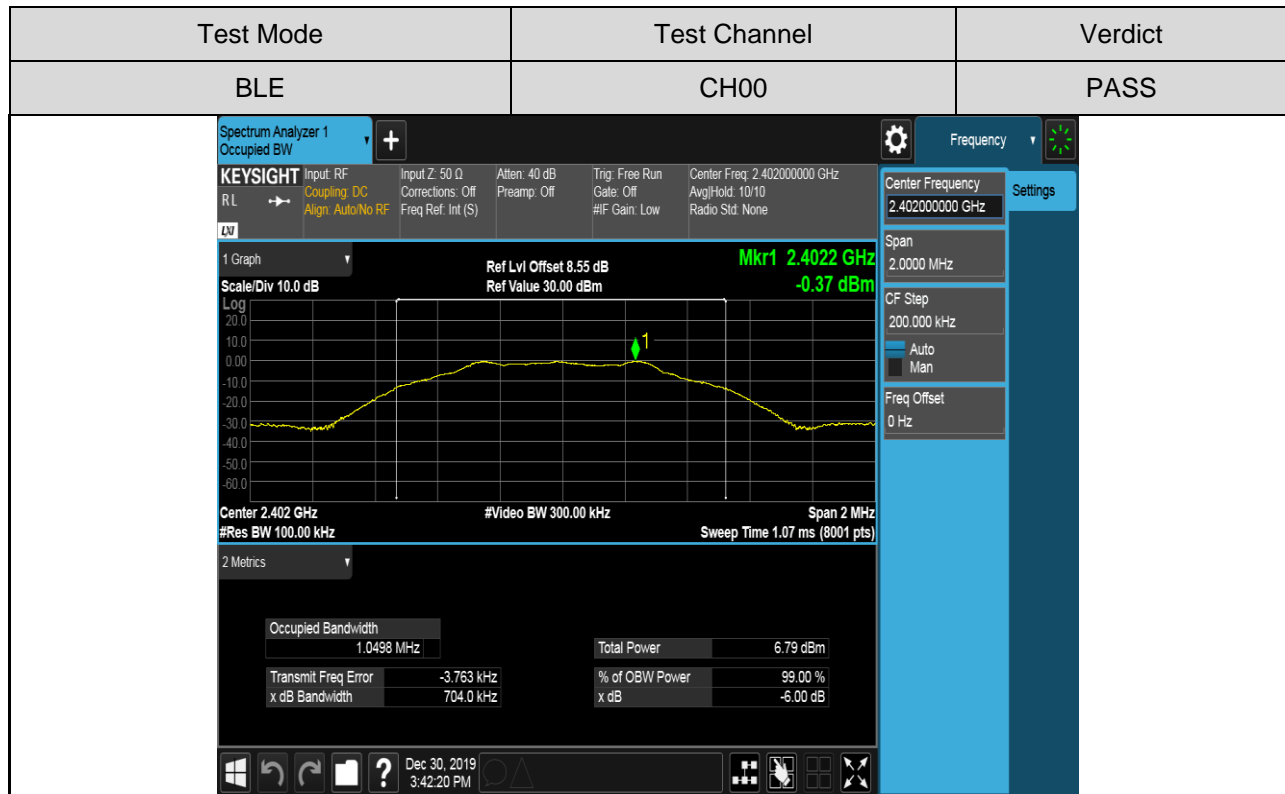 Test Mode Test Channel Verdict
BLE CH00 PASS
Spectrum Analyzer 1
Occupied BW
+
Frequency
KEYSIGHT Input: RF Input Z: 50 Ω Atten: 40 dB Trig: Free Run Center Freq: 2.402000000 GHz
RL Coupling: DC Corrections: Off Preamp: Off Gate: Off Avg|Hold: 10/10
Align: Auto/No RF Freq Ref: Int (S) #IF Gain: Low Radio Std: None
LXI
Center Frequency
2.402000000 GHz
Settings
Span
2.0000 MHz
CF Step
200.000 kHz
Auto
Man
Freq Offset
0 Hz
1 Graph Ref Lvl Offset 8.55 dB Mkr1 2.4022 GHz
Scale/Div 10.0 dB Ref Value 30.00 dBm -0.37 dBm
Log
20.0
10.0
0.00
-10.0
-20.0
-30.0
-40.0
-50.0
-60.0
1
Center 2.402 GHz #Video BW 300.00 kHz Span 2 MHz
#Res BW 100.00 kHz Sweep Time 1.07 ms (8001 pts)
2 Metrics
Occupied Bandwidth
1.0498 MHz Total Power 6.79 dBm
Transmit Freq Error -3.763 kHz % of OBW Power 99.00 %
x dB Bandwidth 704.0 kHz x dB -6.00 dB
? Dec 30, 2019
3:42:20 PM